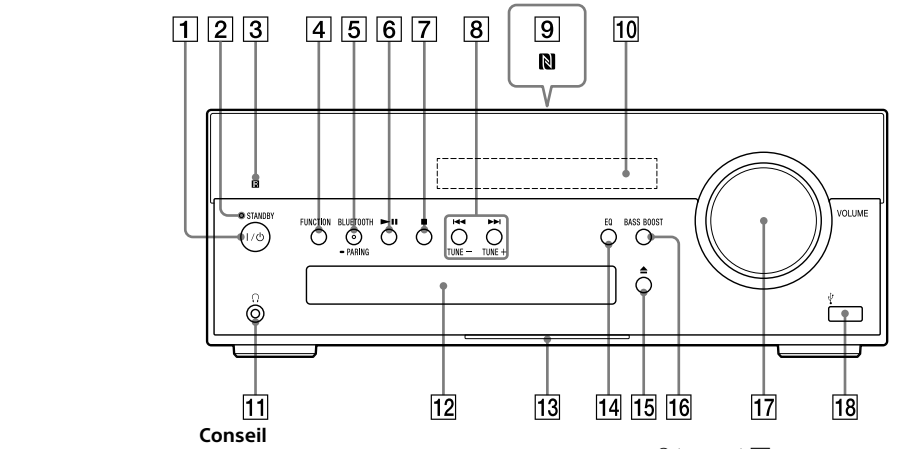 1 2 3 4 5 6 7 8 9 10
STANDBY
FUNCTION BLUETOOTH
PARING
TUNE − TUNE +
EQ BASS BOOST
VOLUME
11 12 13 14 15 16 17 18
Conseil